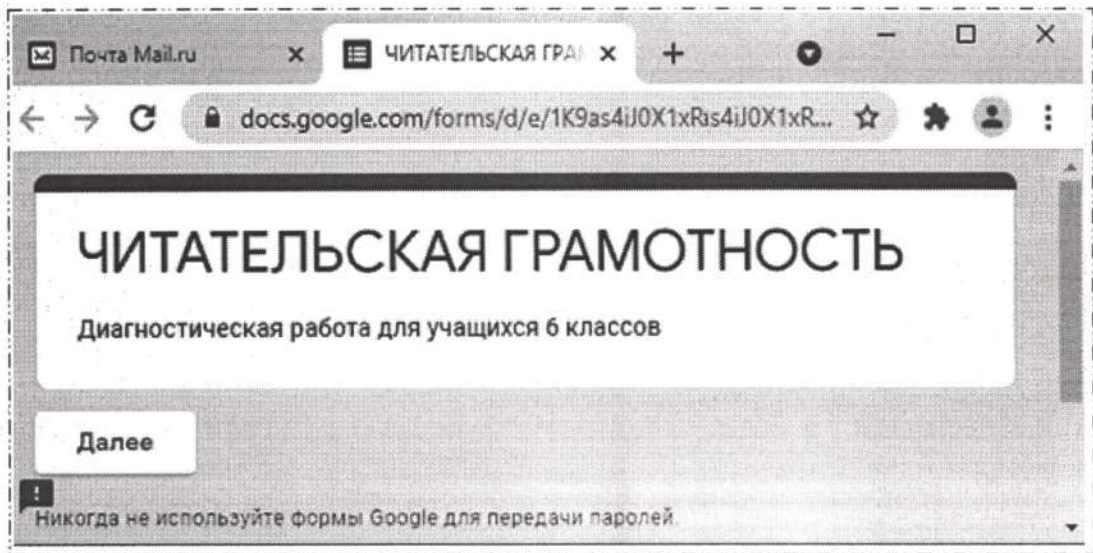 Почта Mail.ru
ЧИТАТЕЛЬСКАЯ ГРА
docs.google.com/forms/d/e/1K9as4iJ0X1xRis4iJ0X1xR...
ЧИТАТЕЛЬСКАЯ ГРАМОТНОСТЬ
Диагностическая работа для учащихся 6 классов
Далее
Никогда не используйте формы Google для передачи паролей.